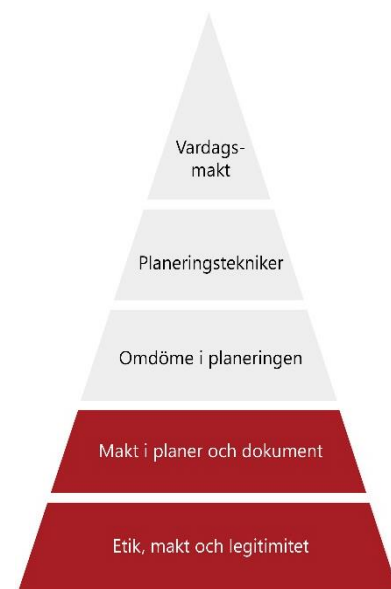 Vardags-
makt
Planeringstekniker
Omdöme i planeringen
Makt i planer och dokument
Etik, makt och legitimitet